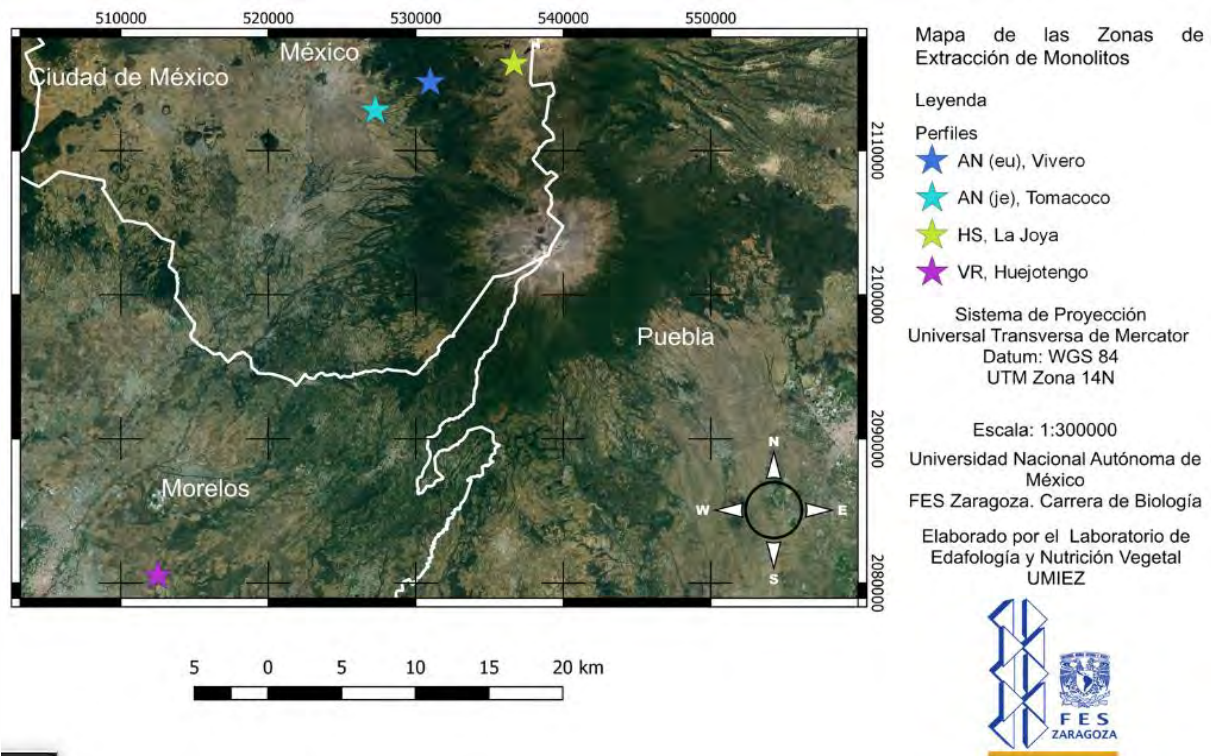 510000 520000 530000 540000 550000
México
Ciudad de México
2110000
2100000
Puebla
2090000
Morelos
2080000
N
W E
S
5 0 5 10 15 20 km
Mapa de las Zonas de
Extracción de Monolitos
Leyenda
Perfiles
AN (eu), Vivero
AN (je), Tomacoco
HS, La Joya
VR, Huejotengo
Sistema de Proyección
Universal Transversa de Mercator
Datum: WGS 84
UTM Zona 14N
Escala: 1:300000
Universidad Nacional Autónoma de
México
FES Zaragoza. Carrera de Biología
Elaborado por el Laboratorio de
Edafología y Nutrición Vegetal
UMIEZ
FES
ZARAGOZA